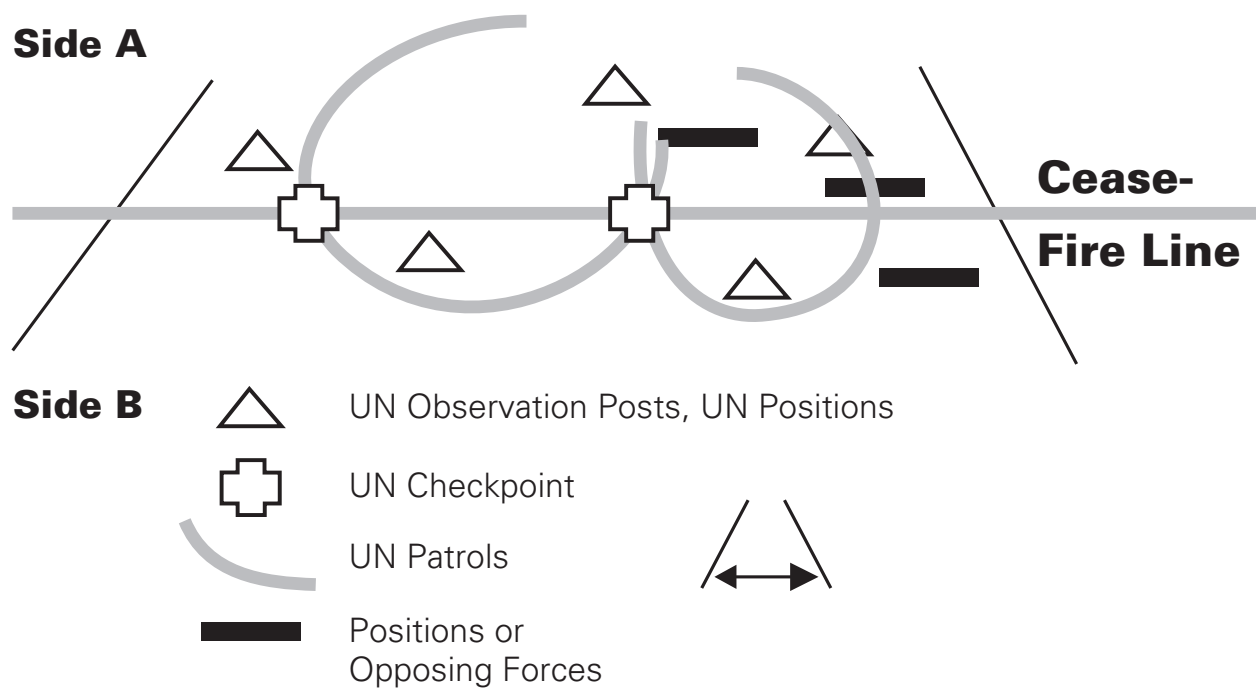 Side A
Cease-
Fire Line
Side B
UN Observation Posts, UN Positions
UN Checkpoint
UN Patrols
Positions or
Opposing Forces